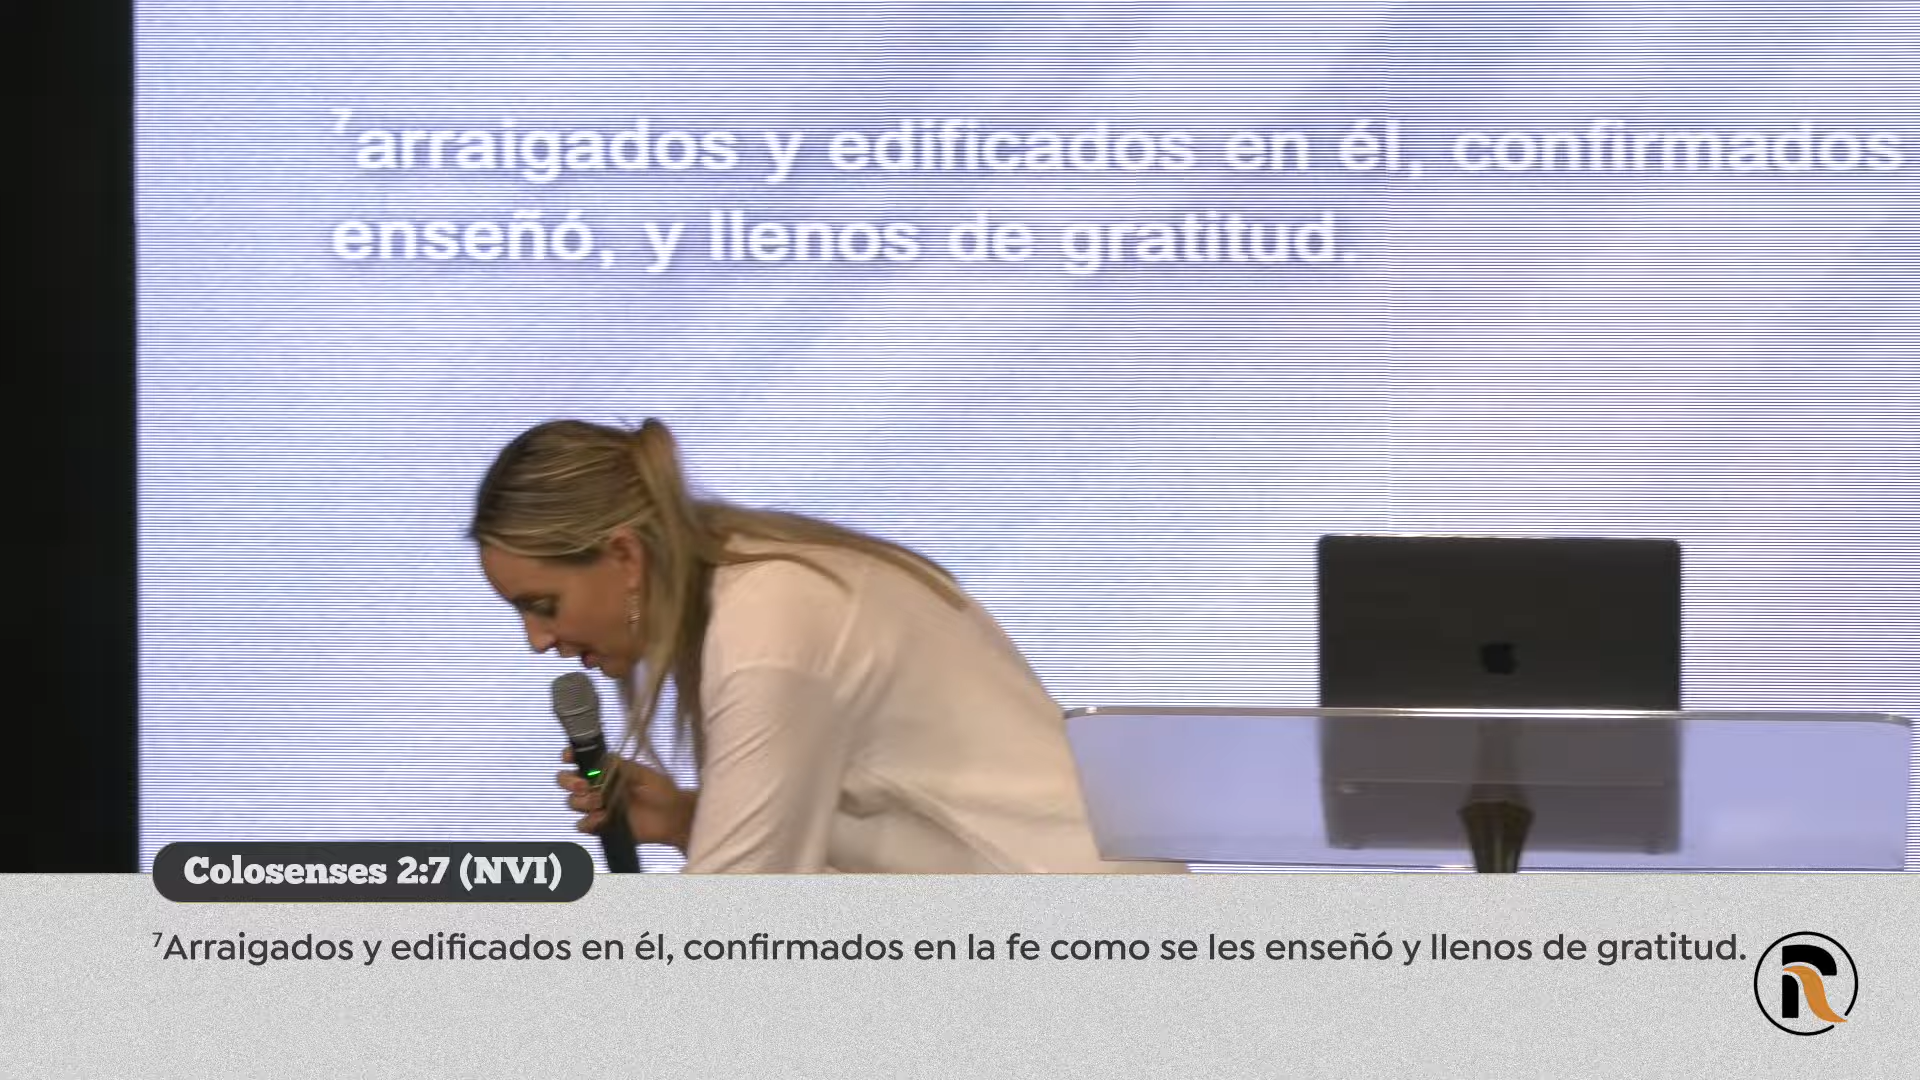 ⁷arraigados y edificados en él, confirmados
enseñó, y llenos de gratitud.
Colosenses 2:7 (NVI)
⁷Arraigados y edificados en él, confirmados en la fe como se les enseñó y llenos de gratitud.